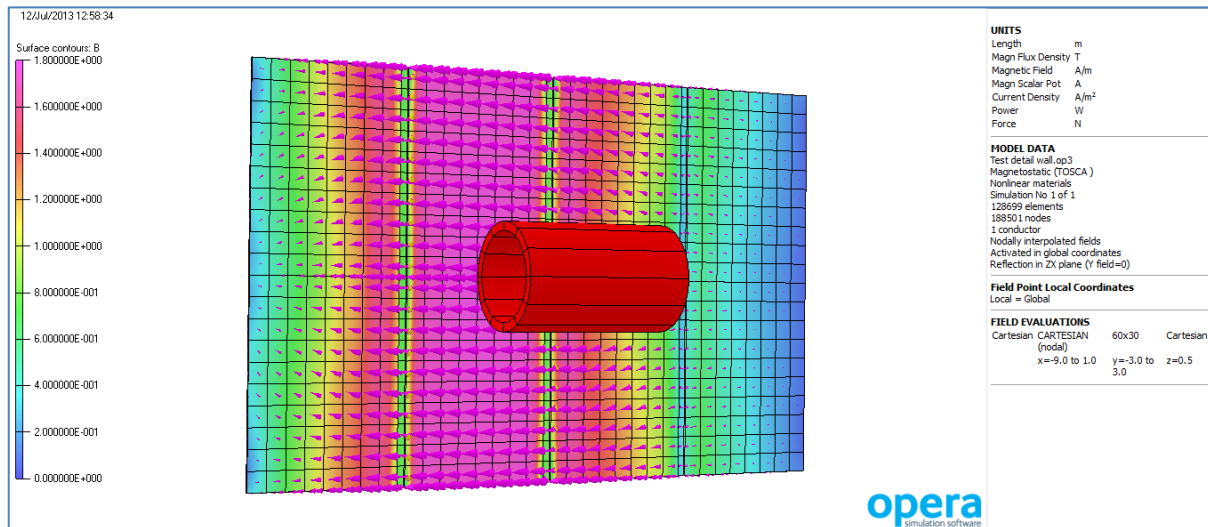 12/Jul/2013 12:58:34
Surface contours: B
1.800000E+000
1.600000E+000
1.400000E+000
1.200000E+000
1.000000E+000
8.000000E-001
6.000000E-001
4.000000E-001
2.000000E-001
0.000000E+000
UNITS
Length m
Magn Flux Density T
Magnetic Field A/m
Magn Scalar Pot A
Current Density A/m²
Power W
Force N
MODEL DATA
Test detail wall.op3
Magnetostatic (TOSCA )
Nonlinear materials
Simulation No 1 of 1
128699 elements
188501 nodes
1 conductor
Nodally interpolated fields
Activated in global coordinates
Reflection in ZX plane (Y field=0)
Field Point Local Coordinates
Local = Global
FIELD EVALUATIONS
Cartesian CARTESIAN 60x30 Cartesian
(nodal)
x=-9.0 to 1.0 y=-3.0 to z=0.5
3.0
opera
simulation software